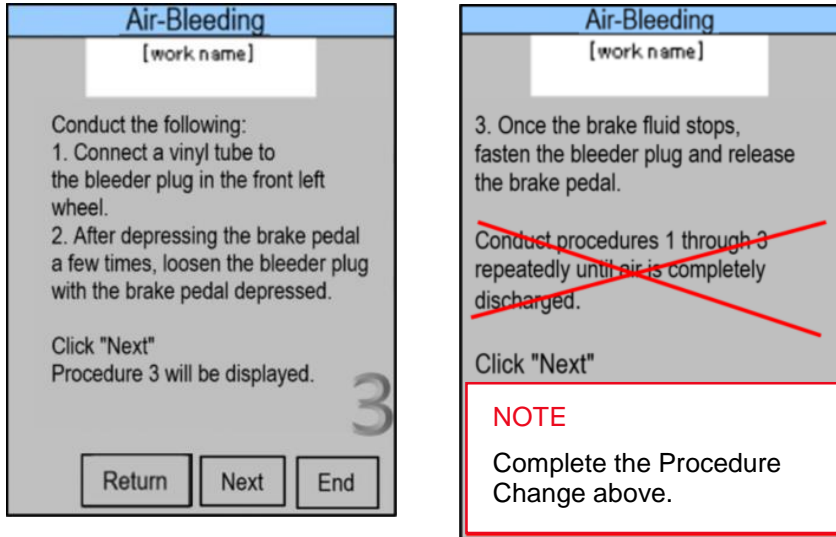 Air-Bleeding
[work name]
Conduct the following:
1. Connect a vinyl tube to
the bleeder plug in the front left
wheel.
2. After depressing the brake pedal
a few times, loosen the bleeder plug
with the brake pedal depressed.
Click "Next"
Procedure 3 will be displayed.
3
Return Next End
Air-Bleeding
[work name]
3. Once the brake fluid stops,
fasten the bleeder plug and release
the brake pedal.
Conduct procedures 1 through 3
repeatedly until air is completely
discharged.
Click "Next"
NOTE
Complete the Procedure
Change above.